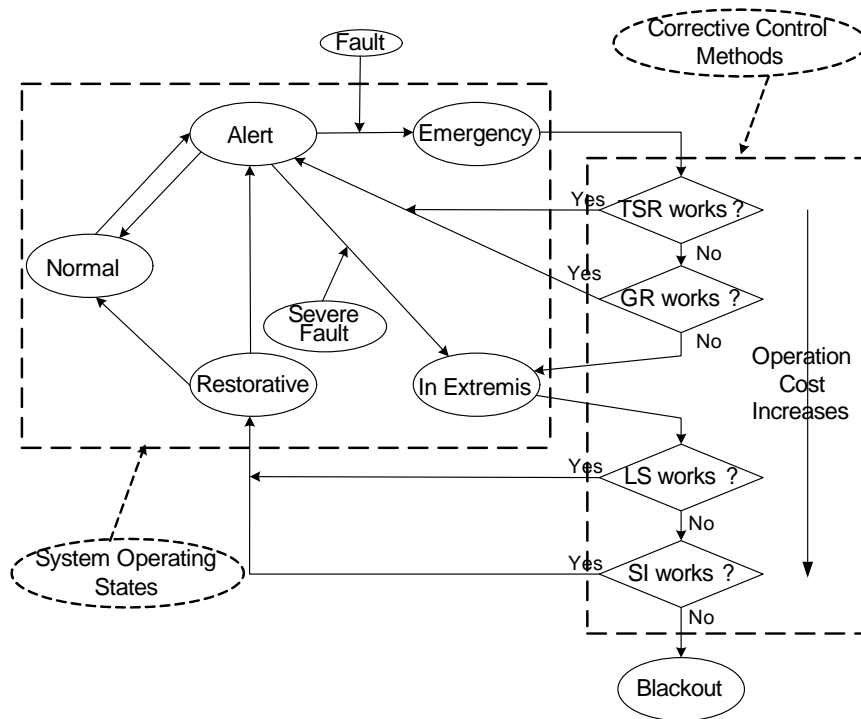 Fault
Corrective Control
Methods
Alert
Emergency
Yes
TSR works ?
No
Normal
Yes
GR works ?
Severe
Fault
No
Operation
Cost
Increases
Restorative
In Extremis
Yes
LS works ?
No
System Operating
States
Yes
SI works ?
No
Blackout